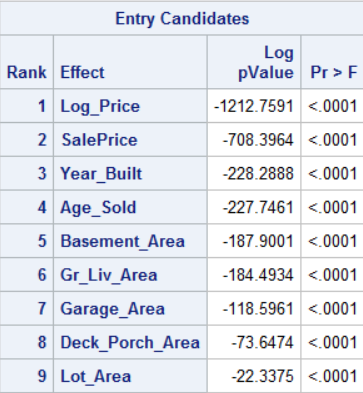 Entry Candidates
Rank Effect Log pValue Pr > F
1 Log_Price -1212.7591 <.0001
2 SalePrice -708.3964 <.0001
3 Year_Built -228.2888 <.0001
4 Age_Sold -227.7461 <.0001
5 Basement_Area -187.9001 <.0001
6 Gr_Liv_Area -184.4934 <.0001
7 Garage_Area -118.5961 <.0001
8 Deck_Porch_Area -73.6474 <.0001
9 Lot_Area -22.3375 <.0001